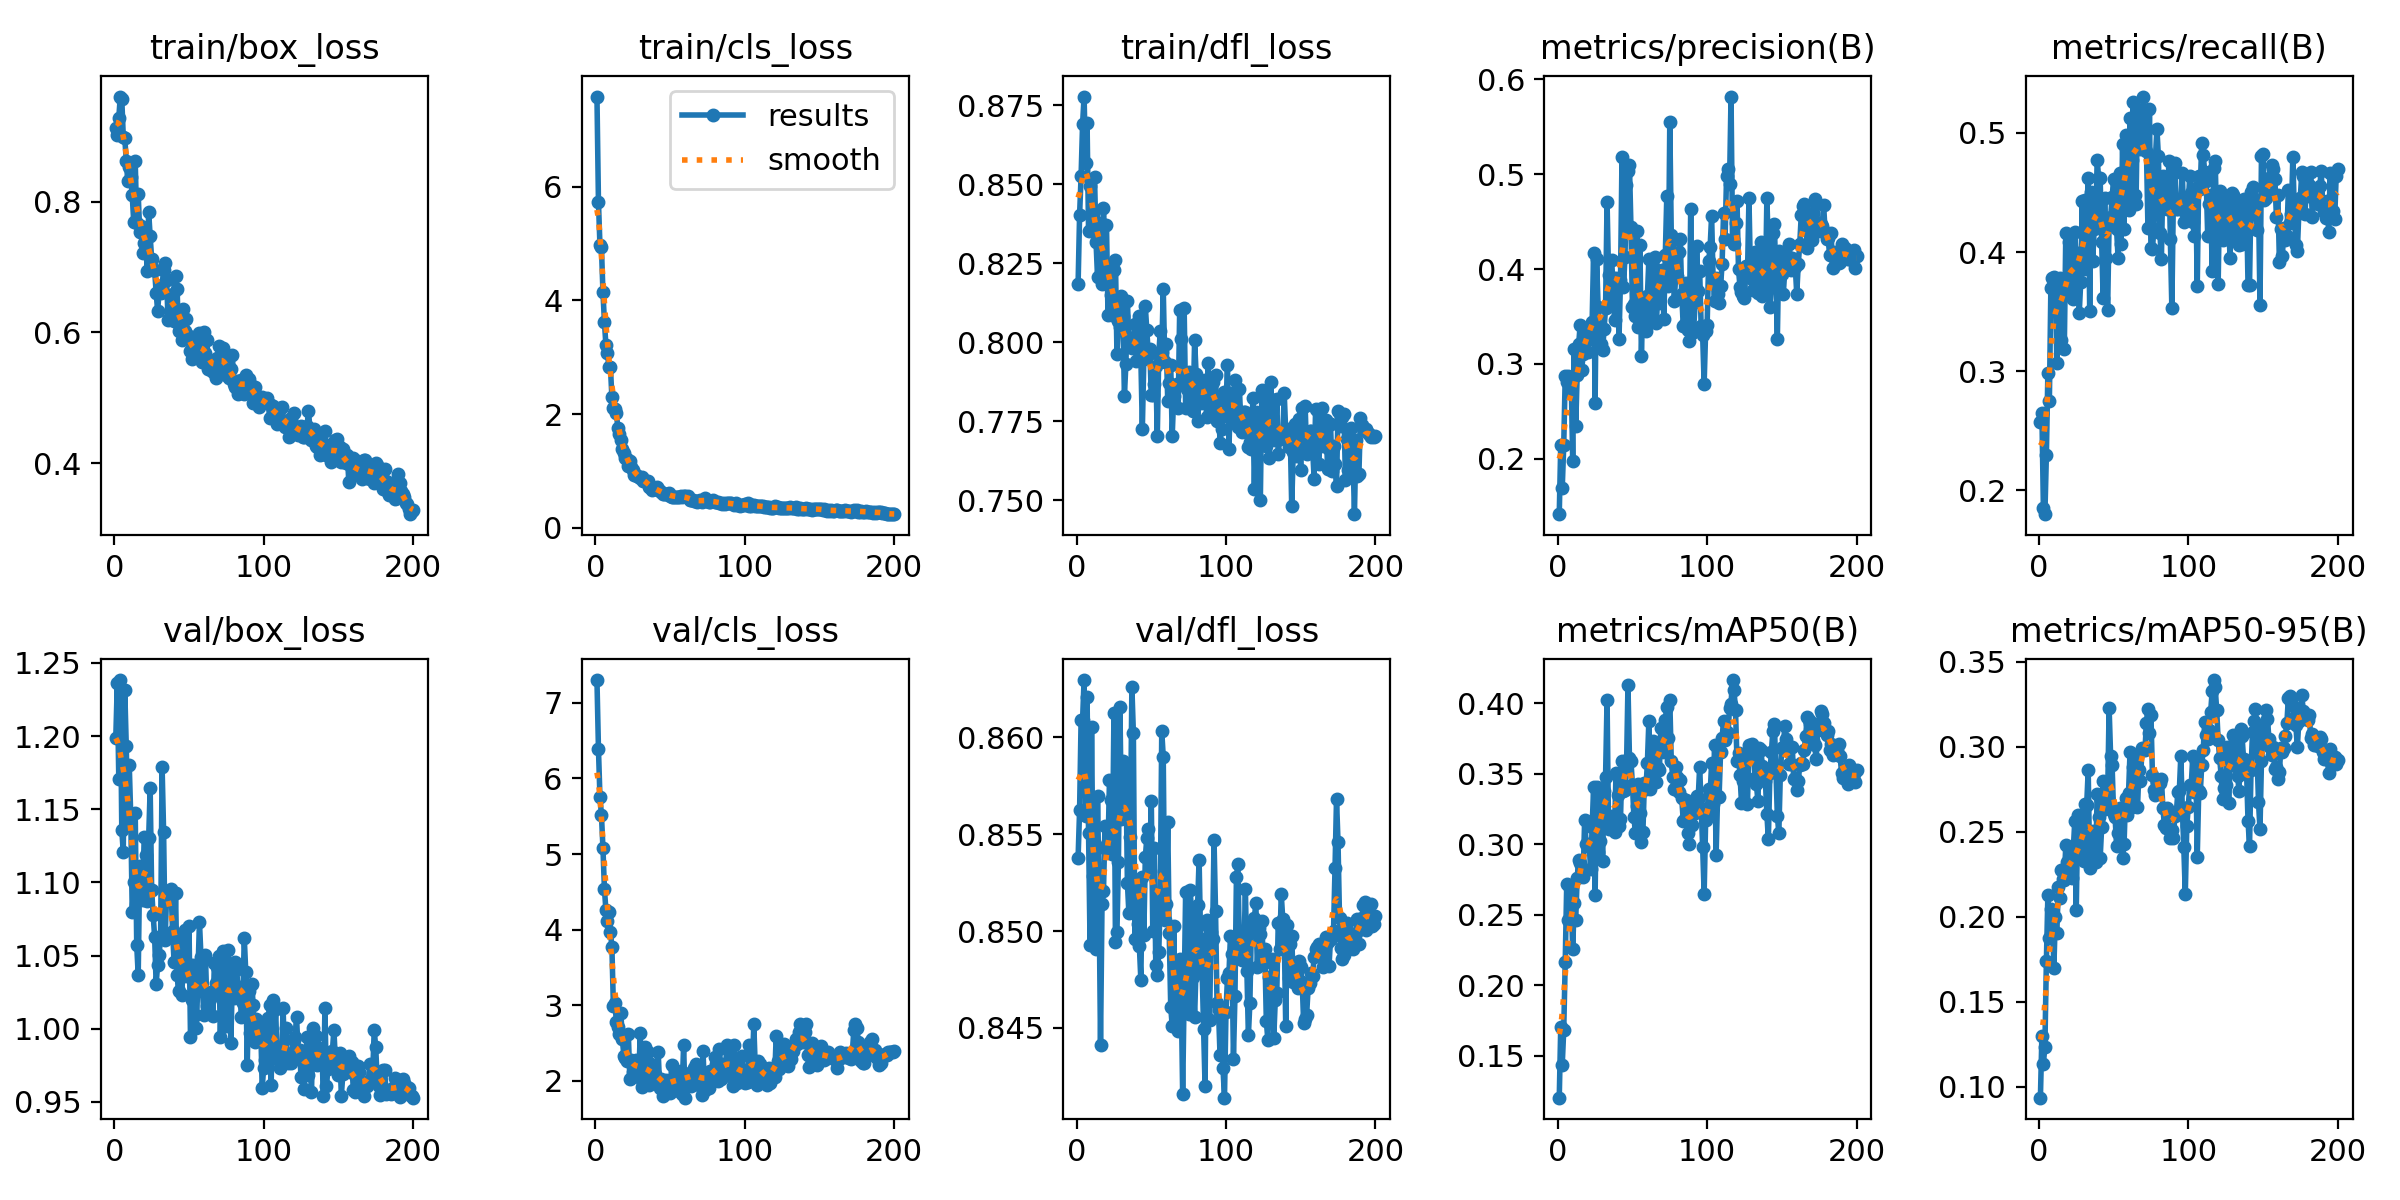 train/box_loss
0.8
0.6
0.4
0 100 200
train/cls_loss
results
smooth
6
4
2
0
0 100 200
train/dfl_loss
0.875
0.850
0.825
0.800
0.775
0.750
0 100 200
metrics/precision(B)
0.6
0.5
0.4
0.3
0.2
0 100 200
metrics/recall(B)
0.5
0.4
0.3
0.2
0 100 200
val/box_loss
1.25
1.20
1.15
1.10
1.05
1.00
0.95
0 100 200
val/cls_loss
7
6
5
4
3
2
0 100 200
val/dfl_loss
0.860
0.855
0.850
0.845
0 100 200
metrics/mAP50(B)
0.40
0.35
0.30
0.25
0.20
0.15
0 100 200
metrics/mAP50-95(B)
0.35
0.30
0.25
0.20
0.15
0.10
0 100 200